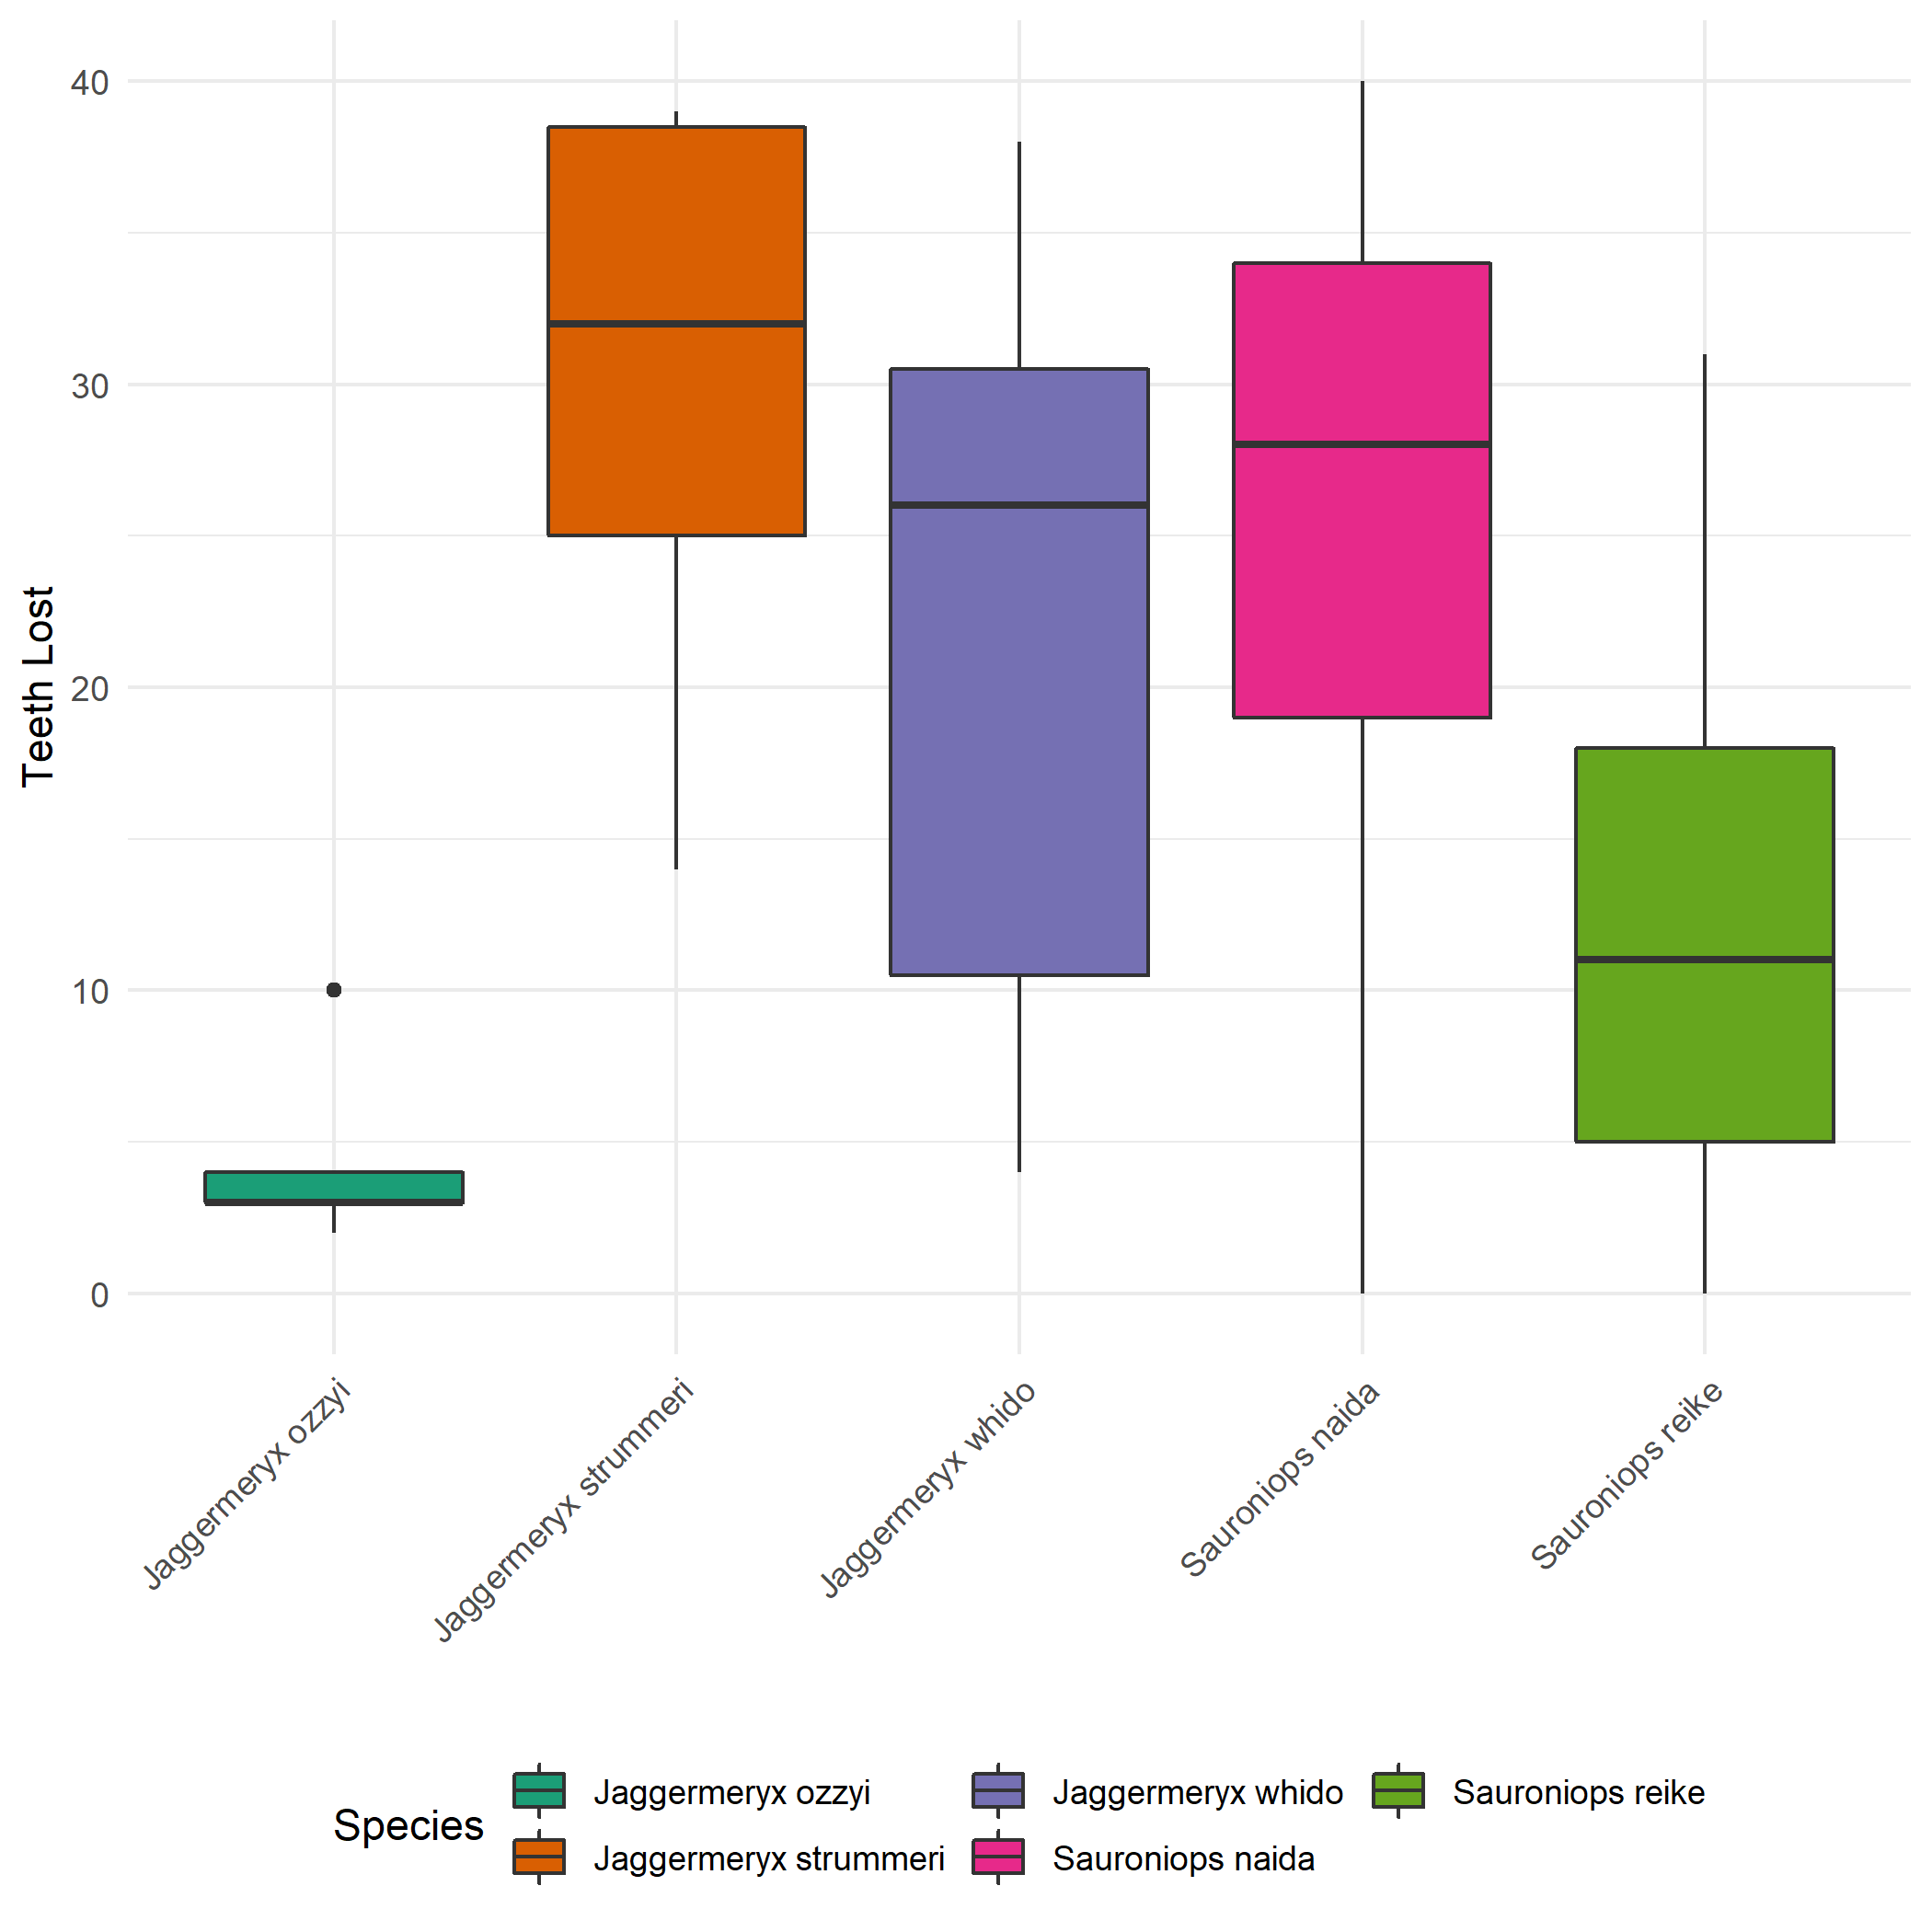 40
30
20
10
0
Teeth Lost
Jaggermeryx ozzyi
Jaggermeryx strummeri
Jaggermeryx whido
Sauroniops naida
Sauroniops reike
Species
Jaggermeryx ozzyi
Jaggermeryx strummeri
Jaggermeryx whido
Sauroniops naida
Sauroniops reike